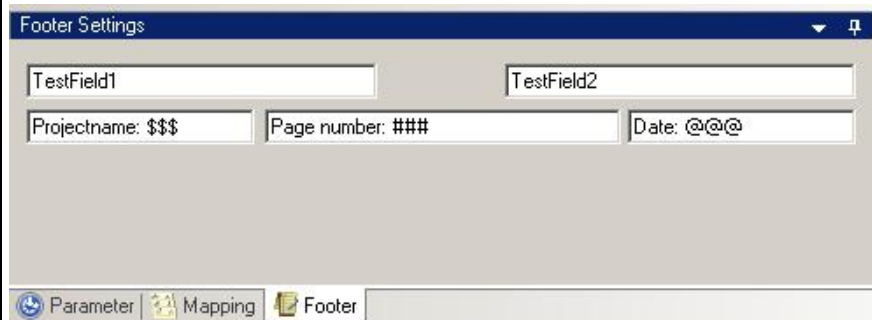 Footer Settings
TestField1 TestField2
Projectname: $$$ Page number: ### Date: @@@
Parameter Mapping Footer